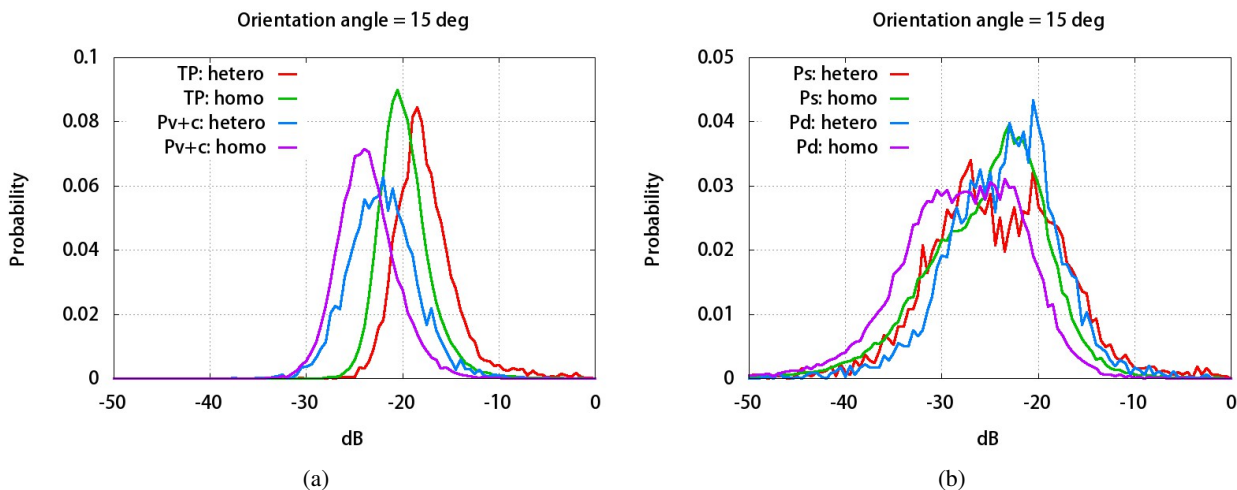 Orientation angle = 15 deg
0.1
0.08
0.06
0.04
0.02
0
Probability
TP: hetero
TP: homo
Pv+c: hetero
Pv+c: homo
-50 -40 -30 -20 -10 0
dB
(a)
Orientation angle = 15 deg
0.05
0.04
0.03
0.02
0.01
0
Probability
Ps: hetero
Ps: homo
Pd: hetero
Pd: homo
-50 -40 -30 -20 -10 0
dB
(b)